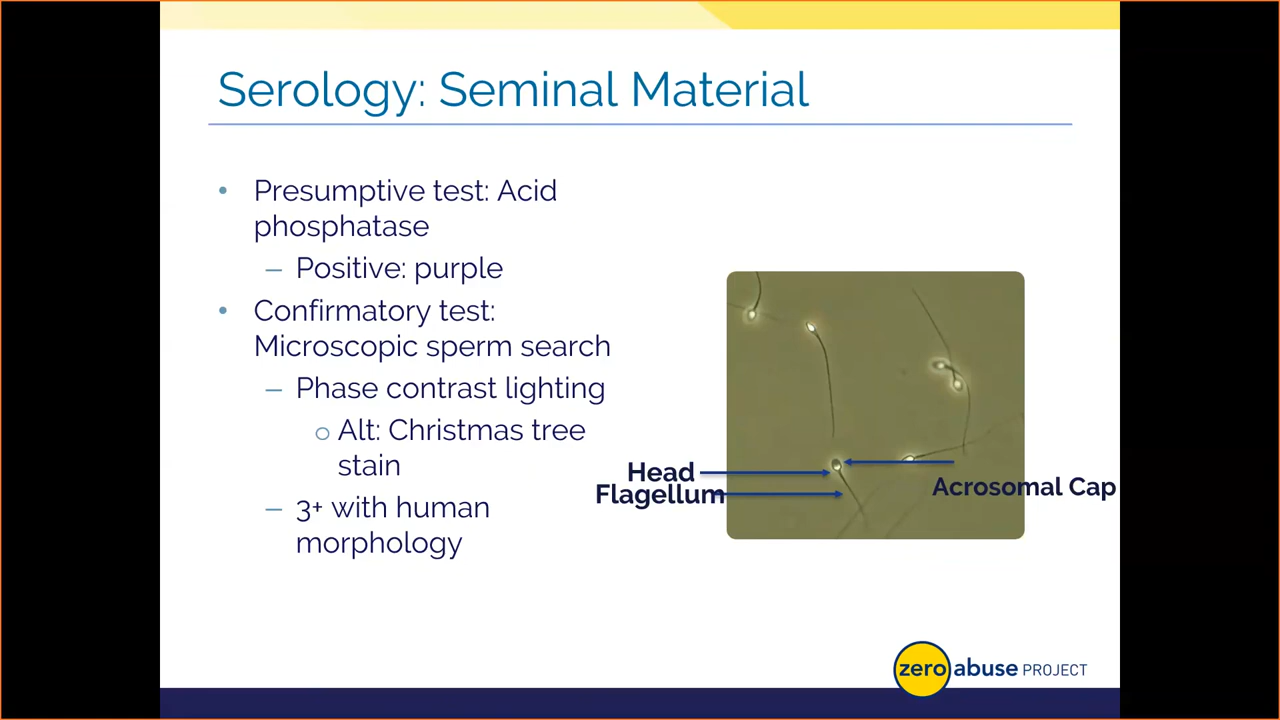 Serology: Seminal Material
• Presumptive test: Acid
phosphatase
– Positive: purple
• Confirmatory test:
Microscopic sperm search
– Phase contrast lighting
o Alt: Christmas tree
stain
– 3+ with human
morphology
Head
Flagellum
Acrosomal Cap
zero abuse PROJECT